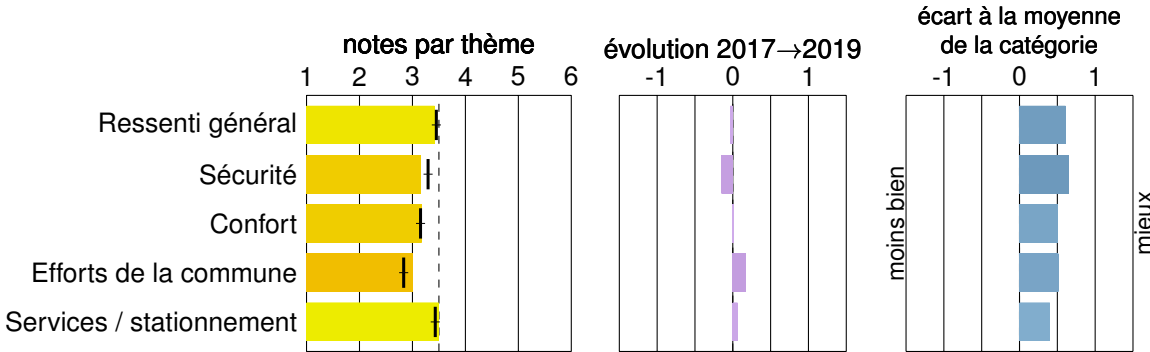 notes par thème
1 2 3 4 5 6
évolution 2017→2019
-1 0 1
écart à la moyenne
de la catégorie
-1 0 1
Ressenti général
Sécurité
Confort
Efforts de la commune
Services / stationnement
moins bien
mieux